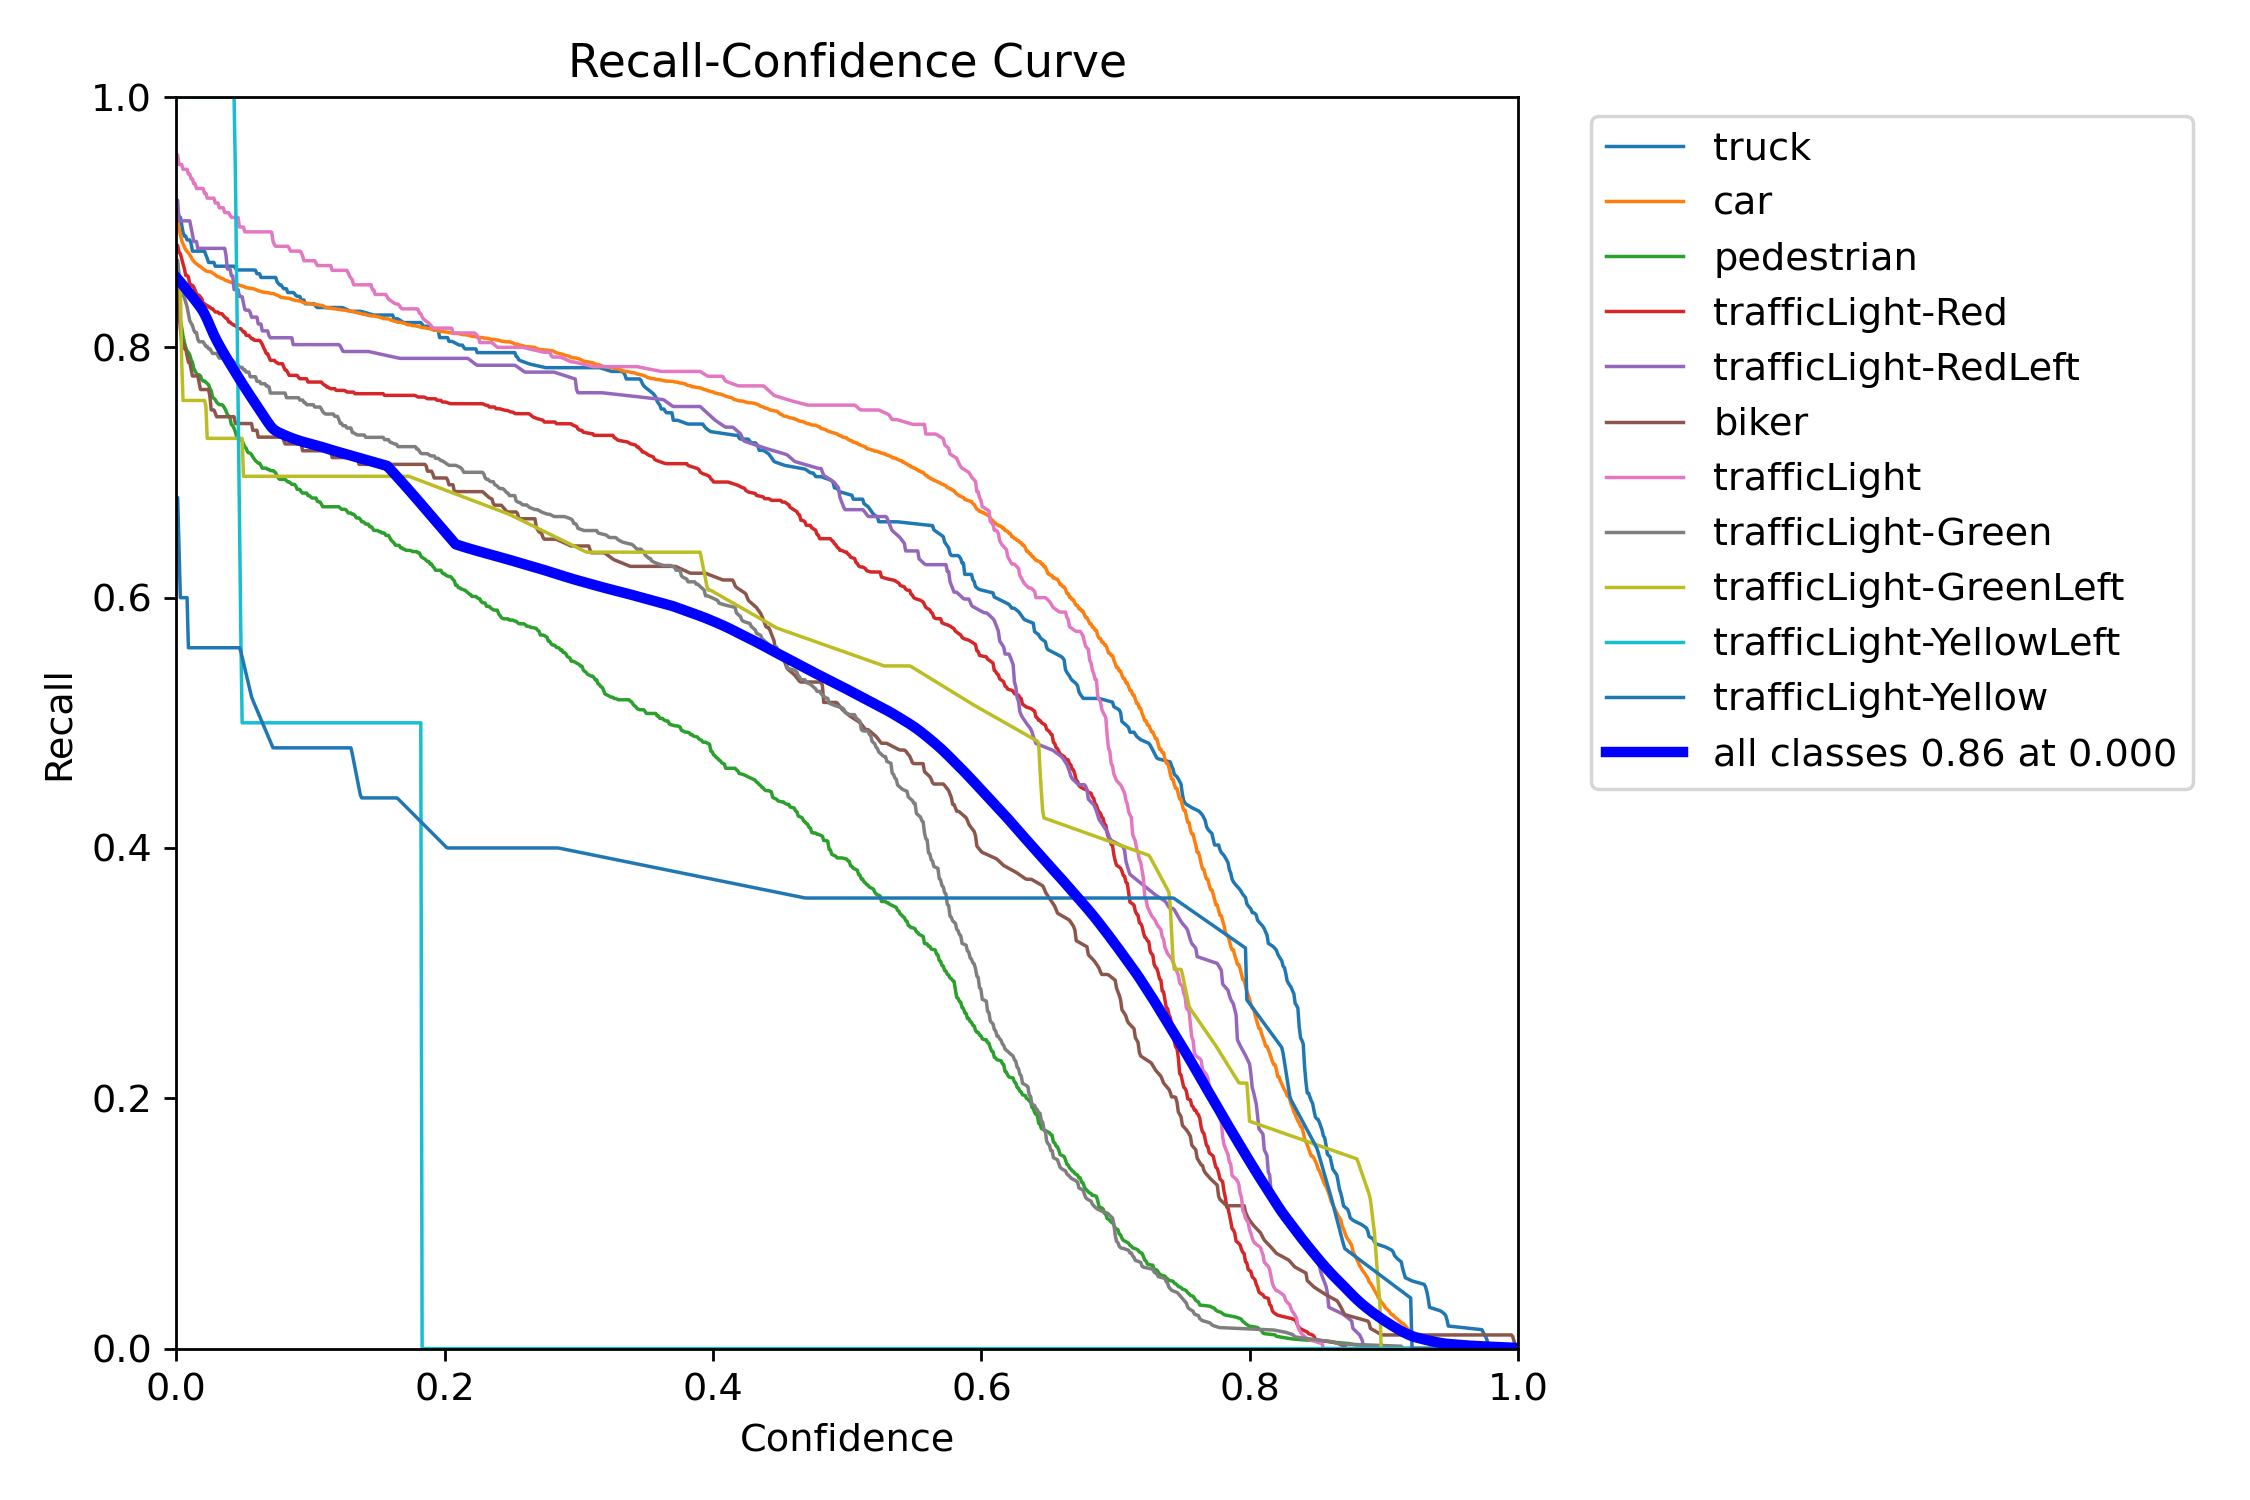 Recall-Confidence Curve
1.0
0.8
0.6
0.4
0.2
0.0
Recall
0.0 0.2 0.4 0.6 0.8 1.0
Confidence
truck
car
pedestrian
trafficLight-Red
trafficLight-RedLeft
biker
trafficLight
trafficLight-Green
trafficLight-GreenLeft
trafficLight-YellowLeft
trafficLight-Yellow
all classes 0.86 at 0.000